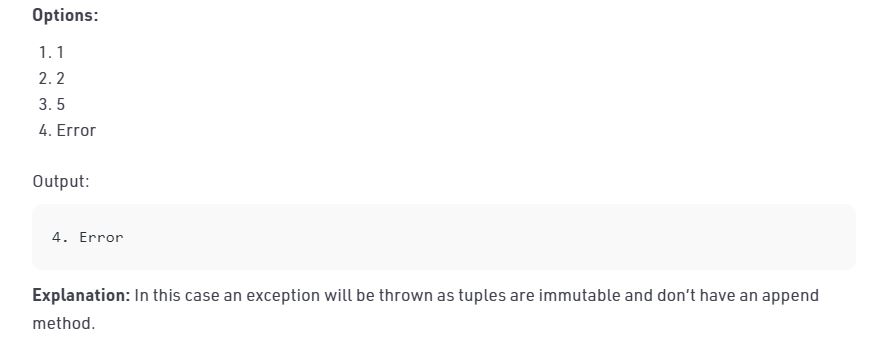 Options:
1. 1
2. 2
3. 5
4. Error
Output:
4. Error
Explanation: In this case an exception will be thrown as tuples are immutable and don’t have an append
method.